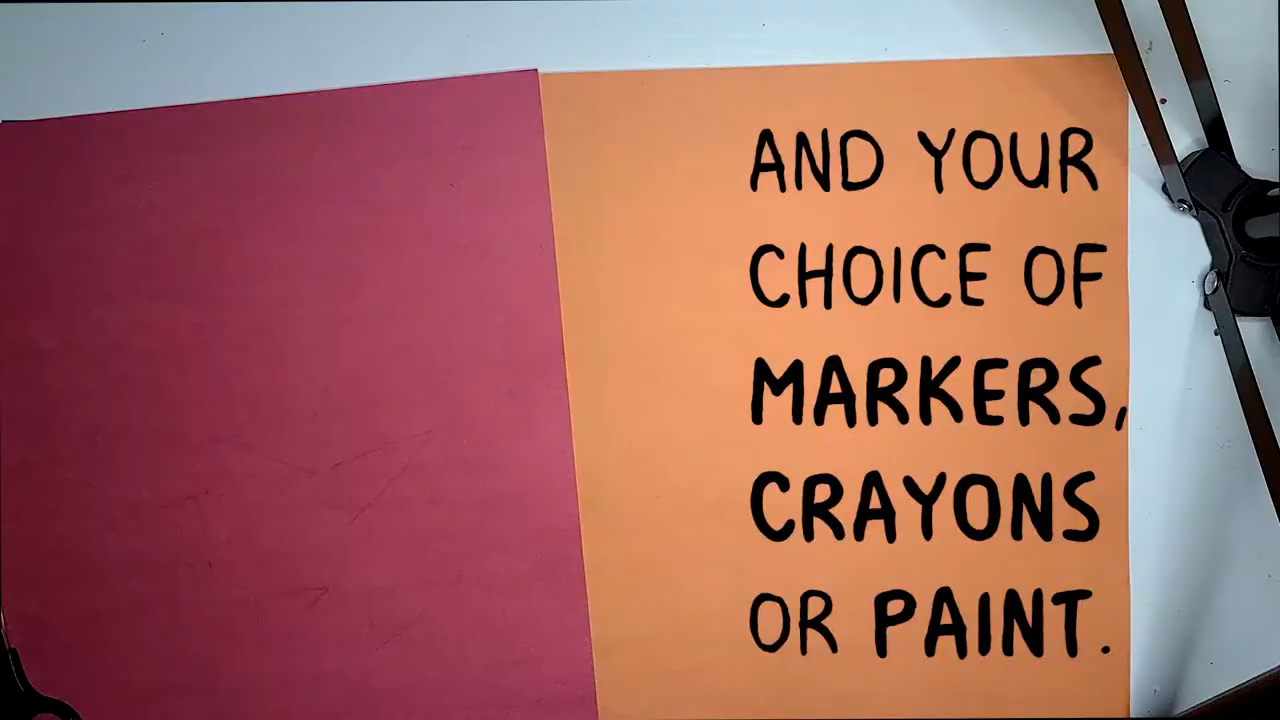 AND YOUR
CHOICE OF
MARKERS,
CRAYONS
OR PAINT.